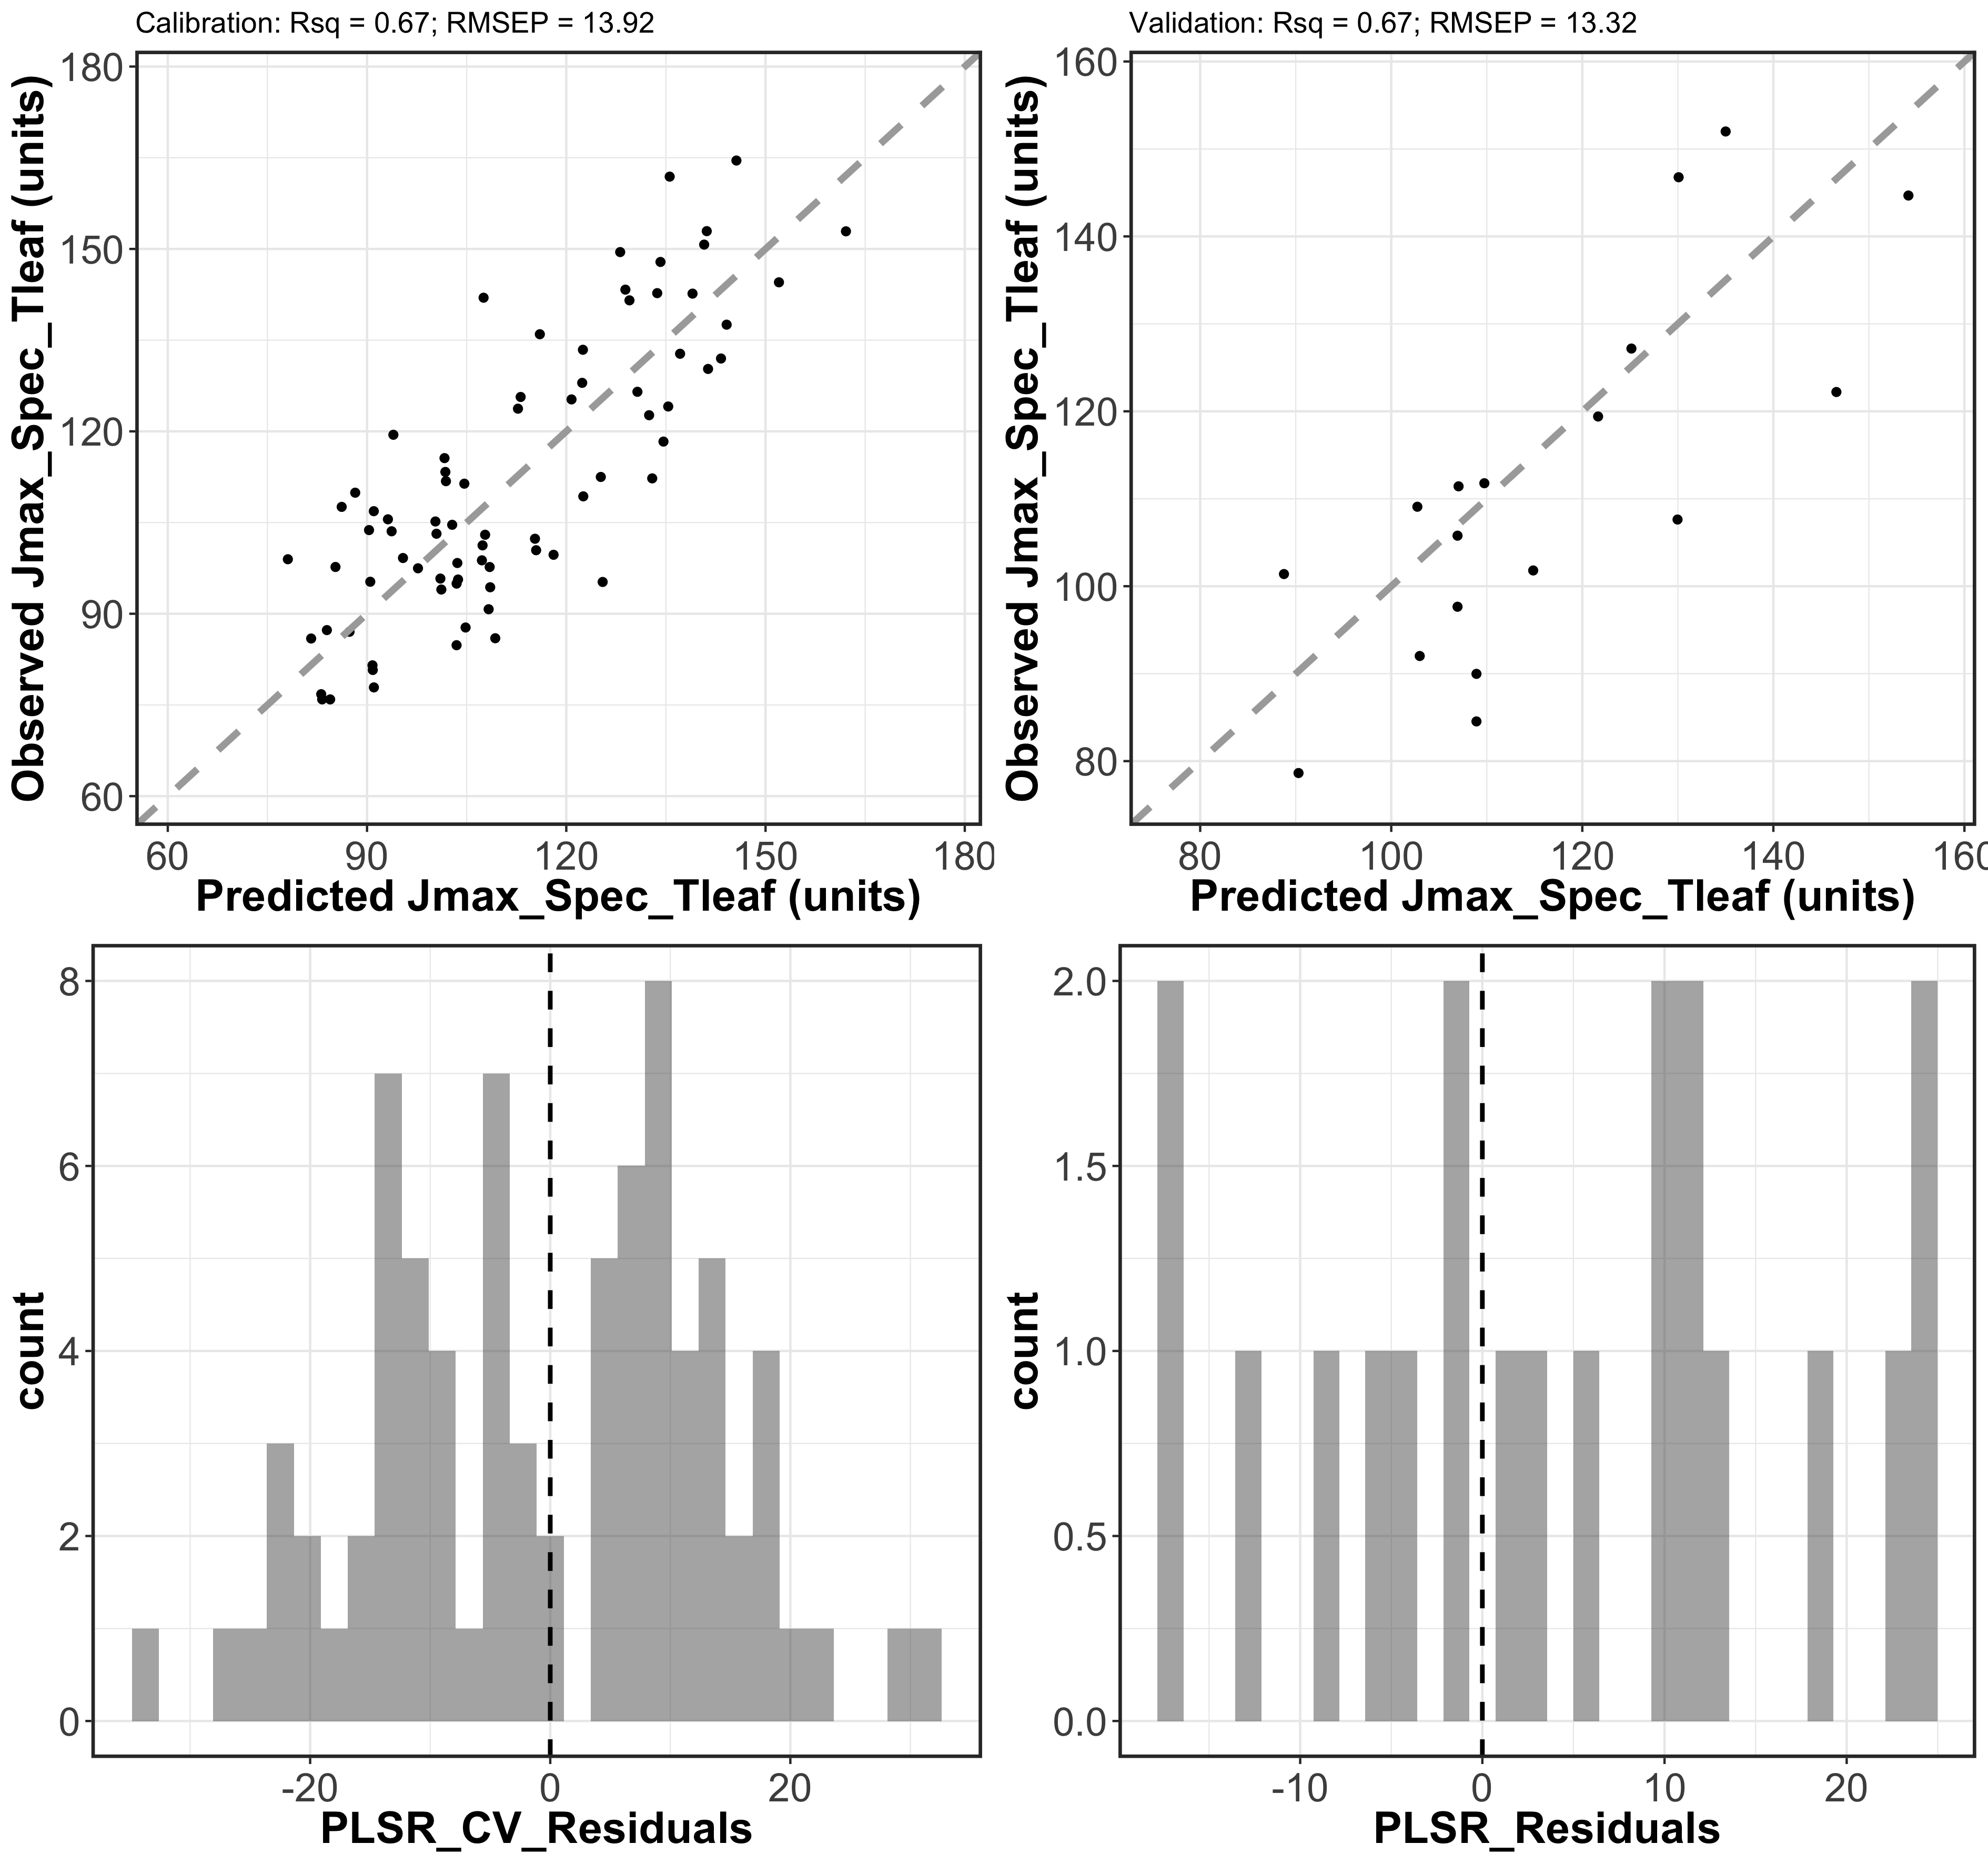 Calibration: Rsq = 0.67; RMSEP = 13.92
180
150
120
90
60
Observed Jmax_Spec_Tleaf (units)
60 90 120 150 180
Predicted Jmax_Spec_Tleaf (units)
Validation: Rsq = 0.67; RMSEP = 13.32
160
140
120
100
80
Observed Jmax_Spec_Tleaf (units)
80 100 120 140 160
Predicted Jmax_Spec_Tleaf (units)
8
6
4
2
0
count
-20 0 20
PLSR_CV_Residuals
2.0
1.5
1.0
0.5
0.0
count
-10 0 10 20
PLSR_Residuals